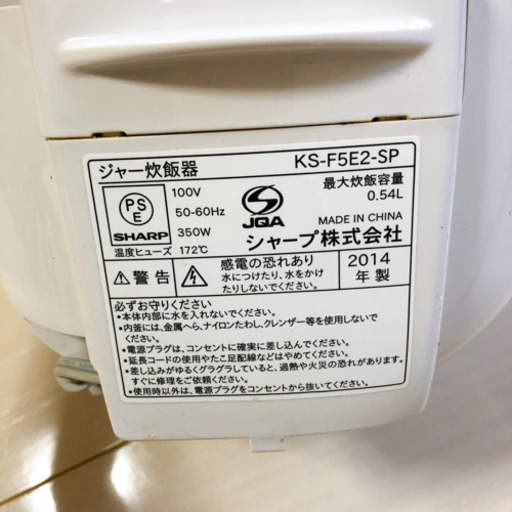 ジャー炊飯器
KS-F5E2-SP
PS
E
SHARP
100V
50-60Hz
350W
温度ヒューズ 172℃
JQA
最大炊飯容量
0.54L
MADE IN CHINA
シャープ株式会社
警告
感電の恐れあり
水につけたり、水をかけ
たりしないでください。
2014
年製
必ずお守りください
•本体内部に水を入れないでください。
•内釜には、金属へら、ナイロンたわし、クレンザー等を使用しないで
ください。
•電源プラグは、コンセントに確実に差し込んでください。
•延長コードの使用やたこ足配線などはやめてください。
•差し込みがゆるくグラグラしていると、過熱や火災の恐れがあります。
すぐに修理をご依頼ください。
•使用時以外は、電源プラグをコンセントから抜いてください。